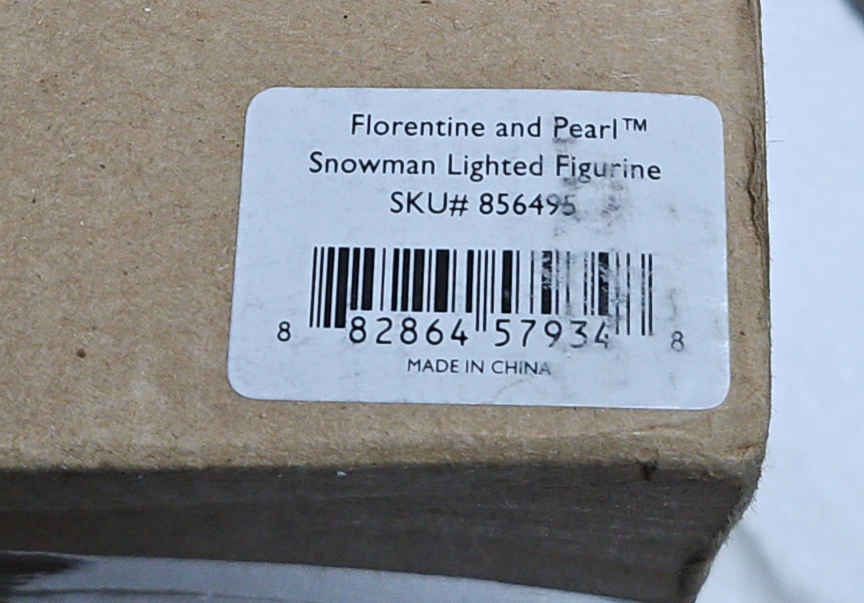 Florentine and Pearl™
Snowman Lighted Figurine
SKU# 856495
8 82864 57934 8
MADE IN CHINA